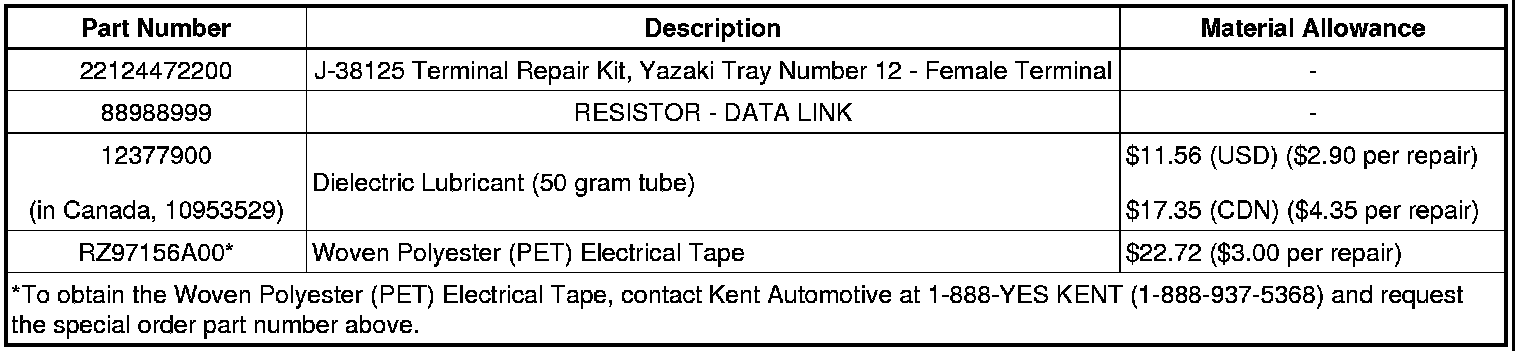 Part Number Description Material Allowance
22124472200 J-38125 Terminal Repair Kit, Yazaki Tray Number 12 - Female Terminal -
88988999 RESISTOR - DATA LINK -
12377900 $11.56 (USD) ($2.90 per repair)
Dielectric Lubricant (50 gram tube)
(in Canada, 10953529) $17.35 (CDN) ($4.35 per repair)
RZ97156A00* Woven Polyester (PET) Electrical Tape $22.72 ($3.00 per repair)
*To obtain the Woven Polyester (PET) Electrical Tape, contact Kent Automotive at 1-888-YES KENT (1-888-937-5368) and request
the special order part number above.